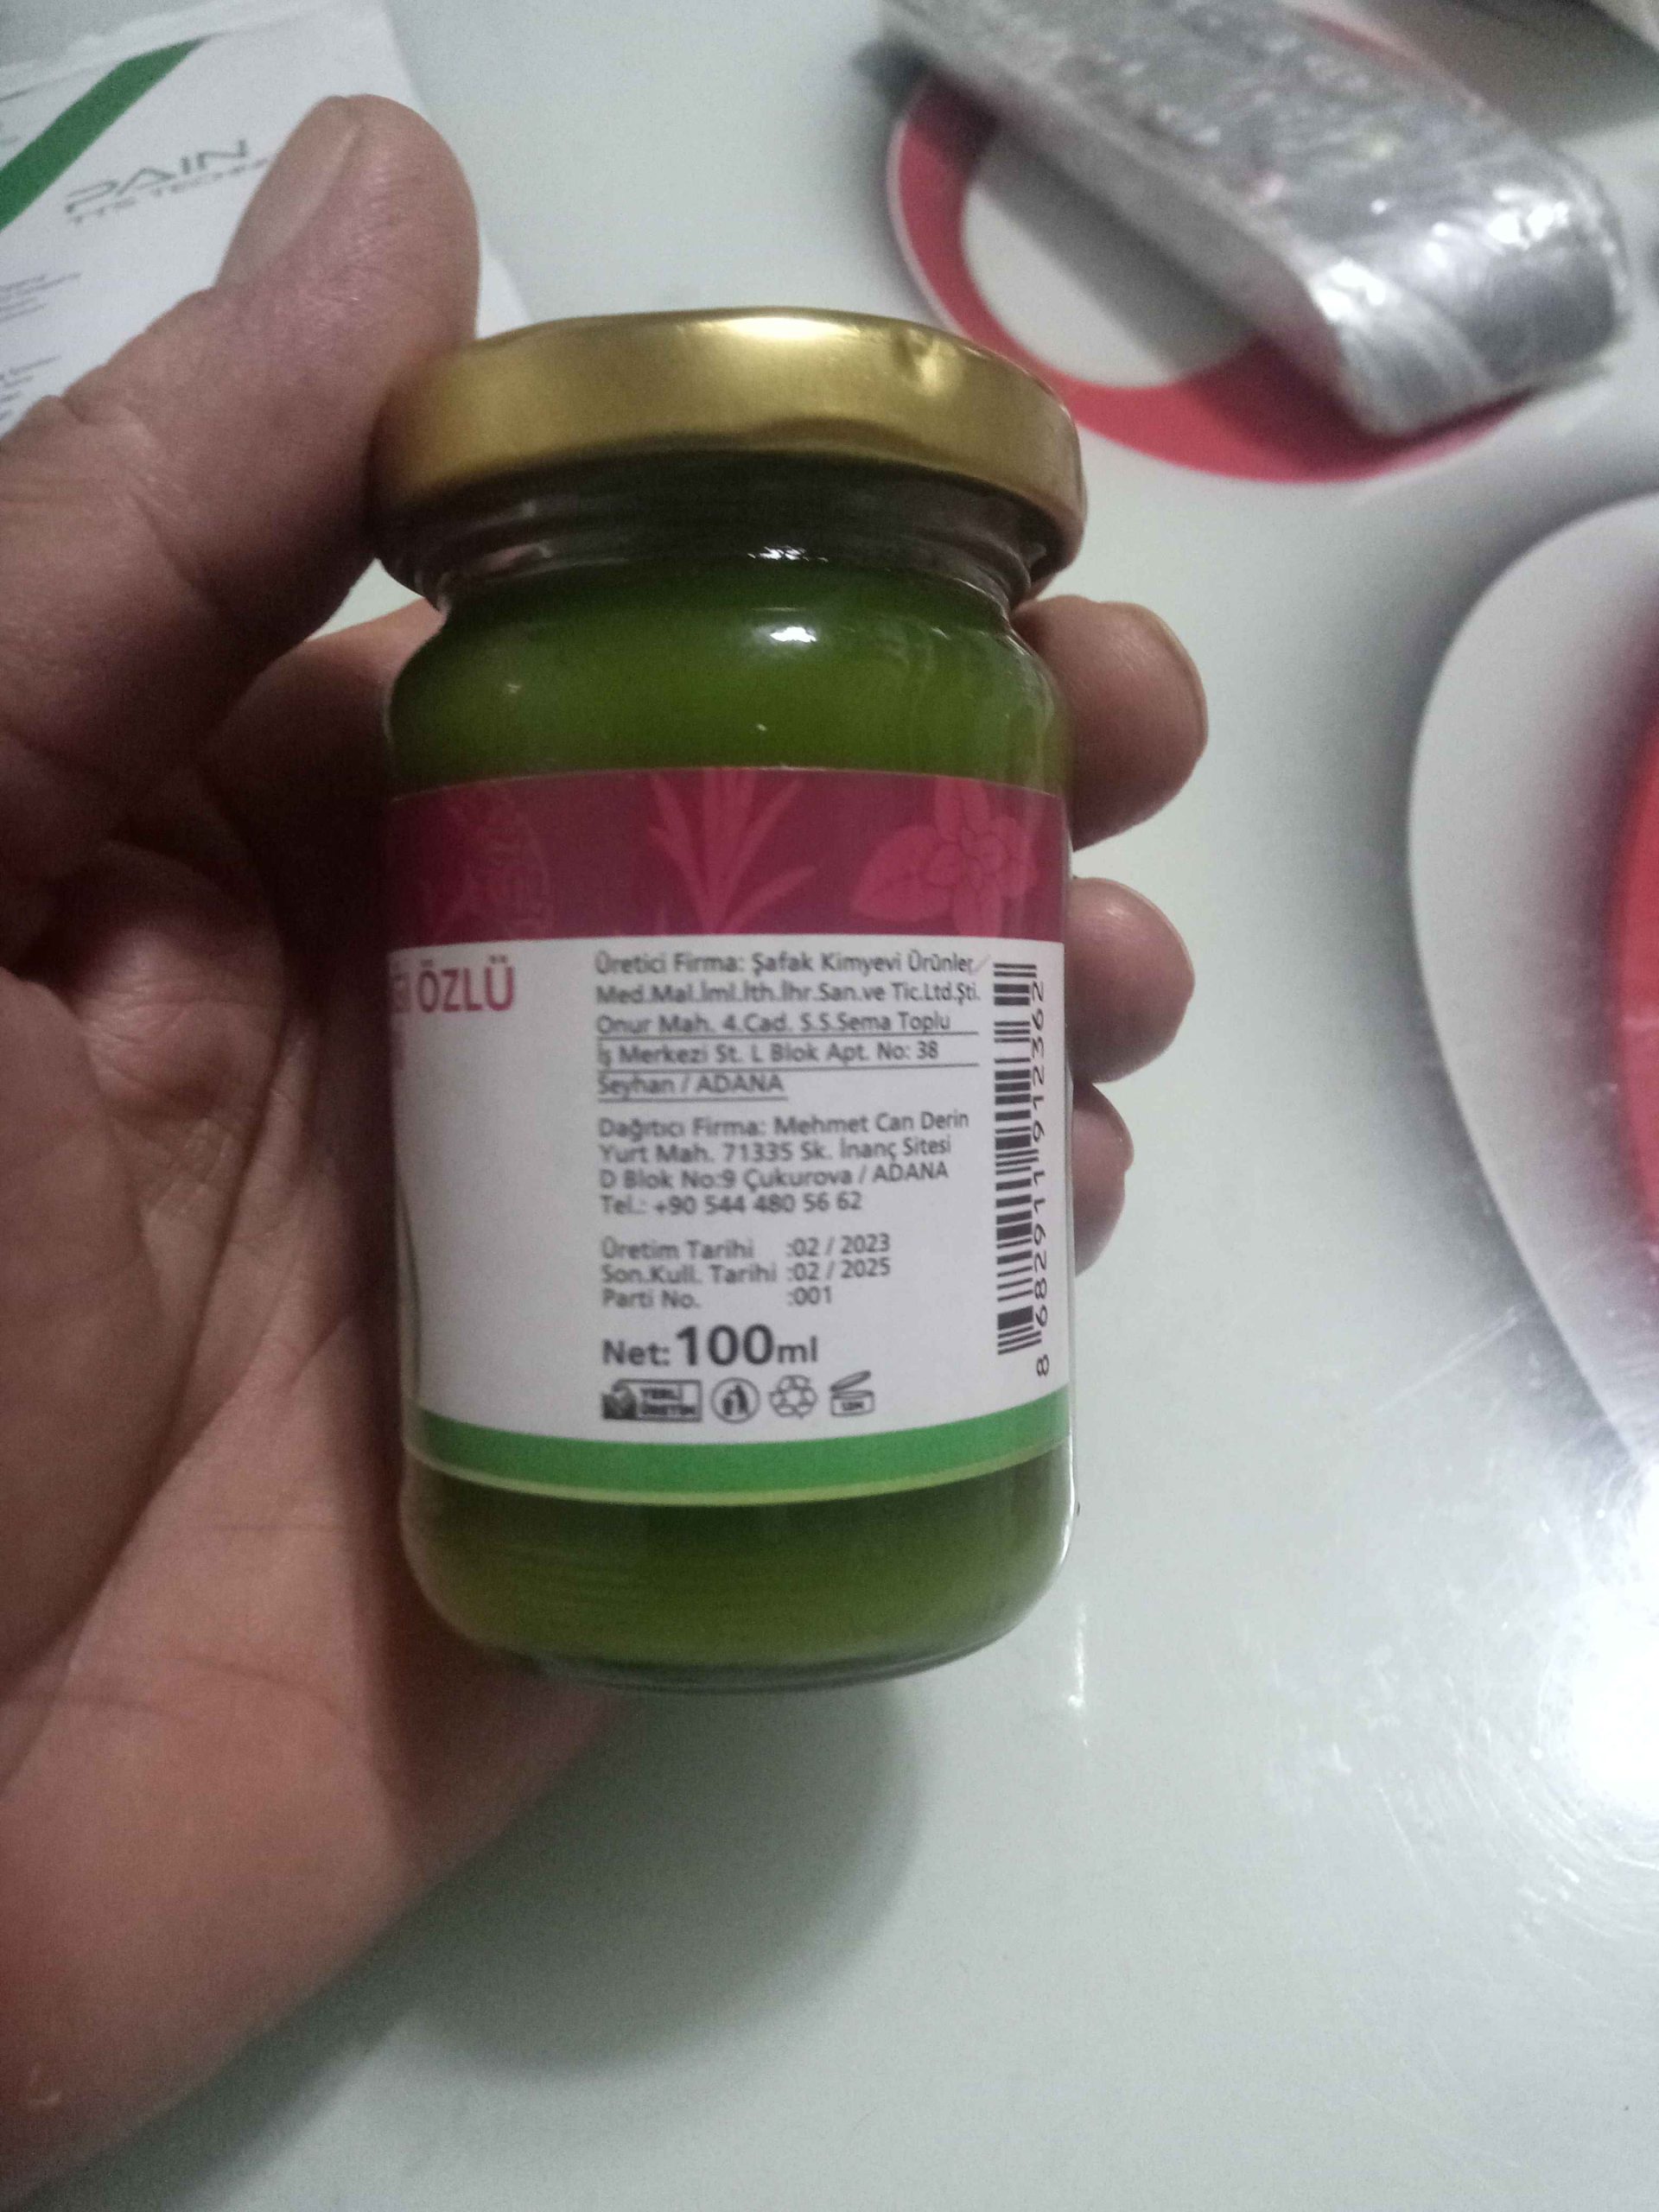 PAIN
ÖZLÜ
Üretici Firma: Şafak Kimyevi Ürünler
Med.Mal.İml.İth.İhr.San.ve Tic.Ltd.Şti.
Onur Mah. 4.Cad. S.S.Sema Toplu
İş Merkezi St. L Blok Apt. No: 38
Seyhan / ADANA
Dağıtıcı Firma: Mehmet Can Derin
Yurt Mah. 71335 Sk. İnanç Sitesi
D Blok No:9 Çukurova / ADANA
Tel.: +90 544 480 56 62
Üretim Tarihi :02 / 2023
Son.Kull. Tarihi :02 / 2025
Parti No. :001
Net: 100ml
YERLİ
ÜRETİM
12M
8 682911 912362